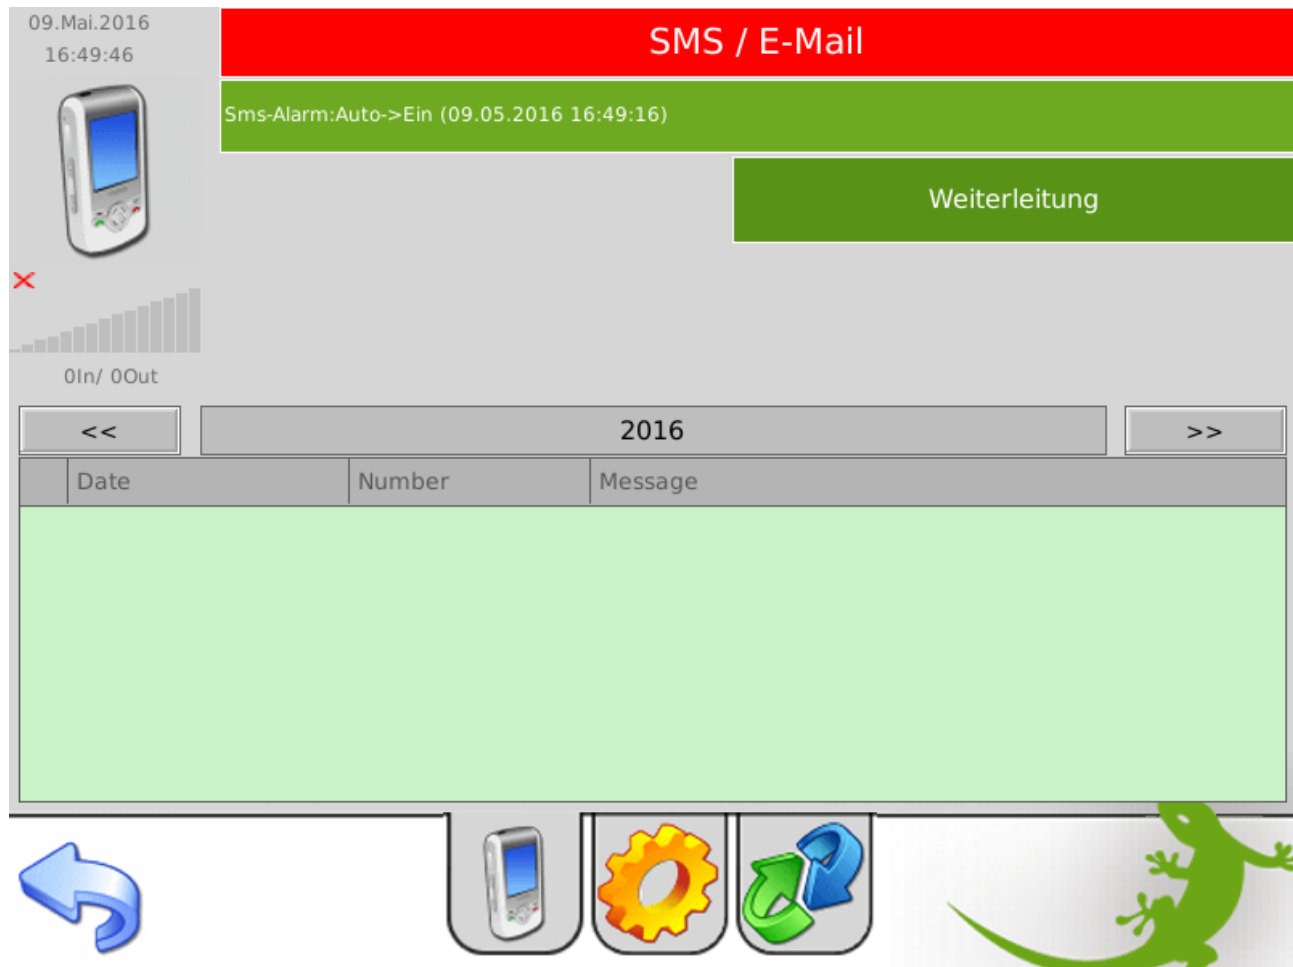 09.Mai.2016
16:49:46
SMS / E-Mail
Sms-Alarm:Auto->Ein (09.05.2016 16:49:16)
Weiterleitung
0In/ 0Out
<<
2016
>>
Date Number Message